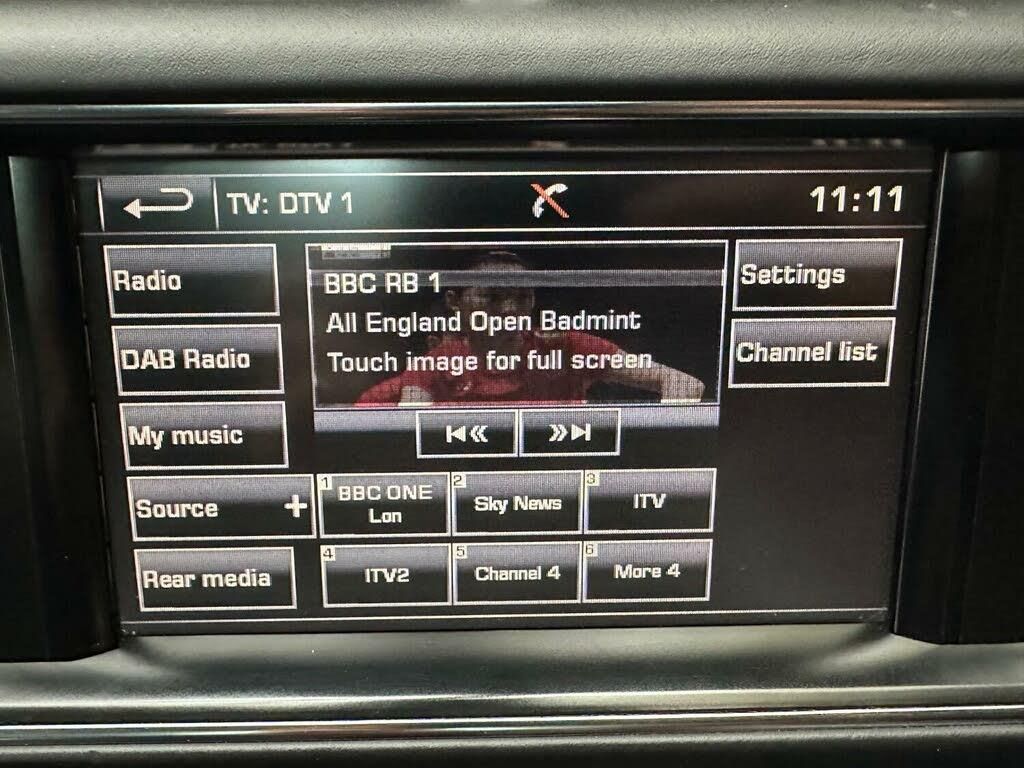 TV: DTV 1
11:11
Radio
BBC RB 1
Settings
All England Open Badmint
DAB Radio
Touch image for full screen
Channel list
My music
Source +
1 BBC ONE
Lon
2 Sky News
3 ITV
Rear media
4 ITV2
5 Channel 4
6 More 4